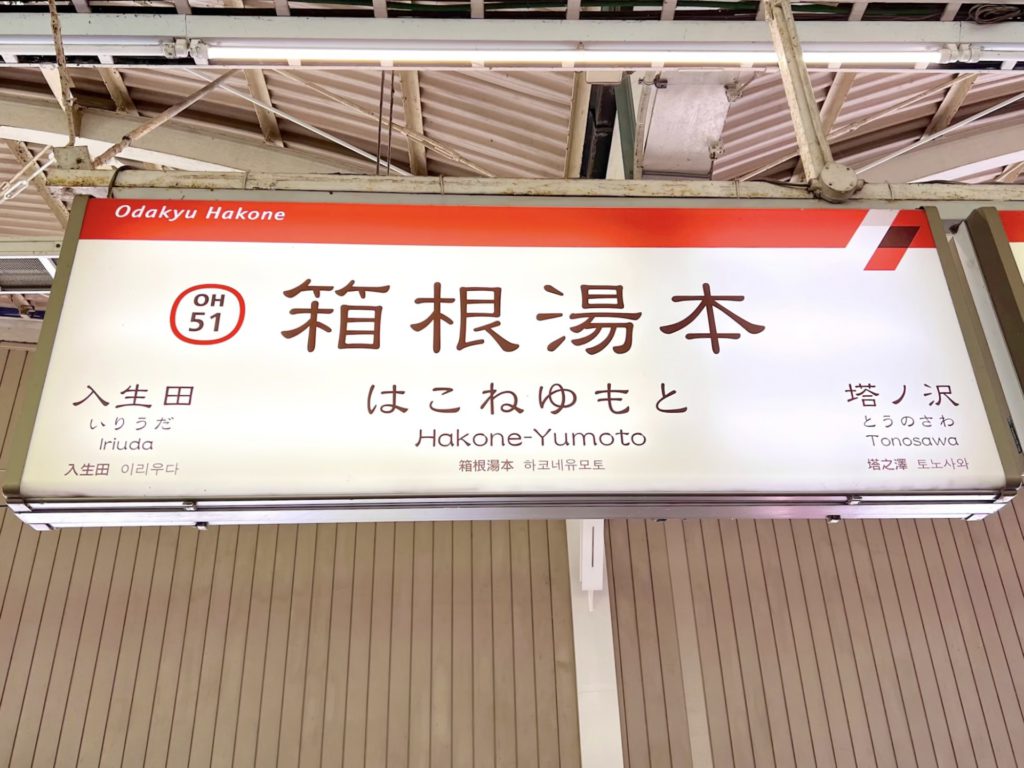 Odakyu Hakone
OH
51
箱根湯本
はこねゆもと
Hakone-Yumoto
箱根湯本 하코네유모토
入生田
いりうだ
Iriuda
入生田 이리우다
塔ノ沢
とうのさわ
Tonosawa
塔之澤 토노사와